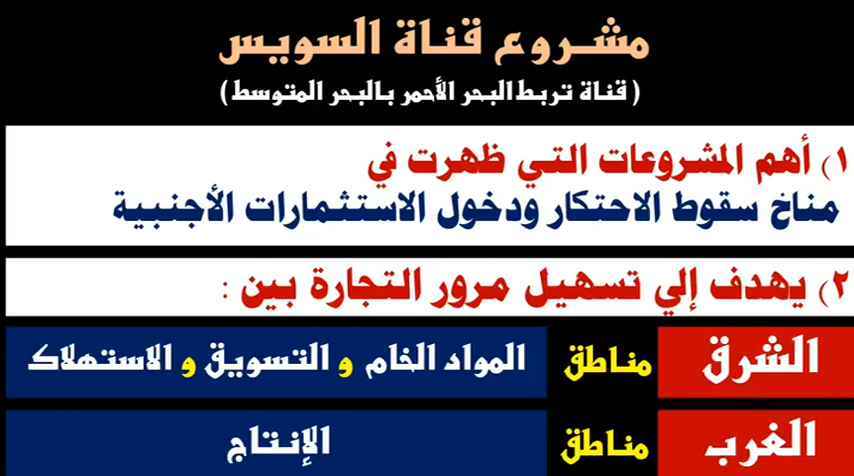 مشروع قناة السويس
( قناة تربط البحر الأحمر بالبحر المتوسط )
١) أهم المشروعات التي ظهرت في
مناخ سقوط الاحتكار ودخول الاستثمارات الأجنبية
٢) يهدف إلي تسهيل مرور التجارة بين :
الشرق مناطق المواد الخام و التسويق و الاستهلاك
الغرب مناطق الإنتاج